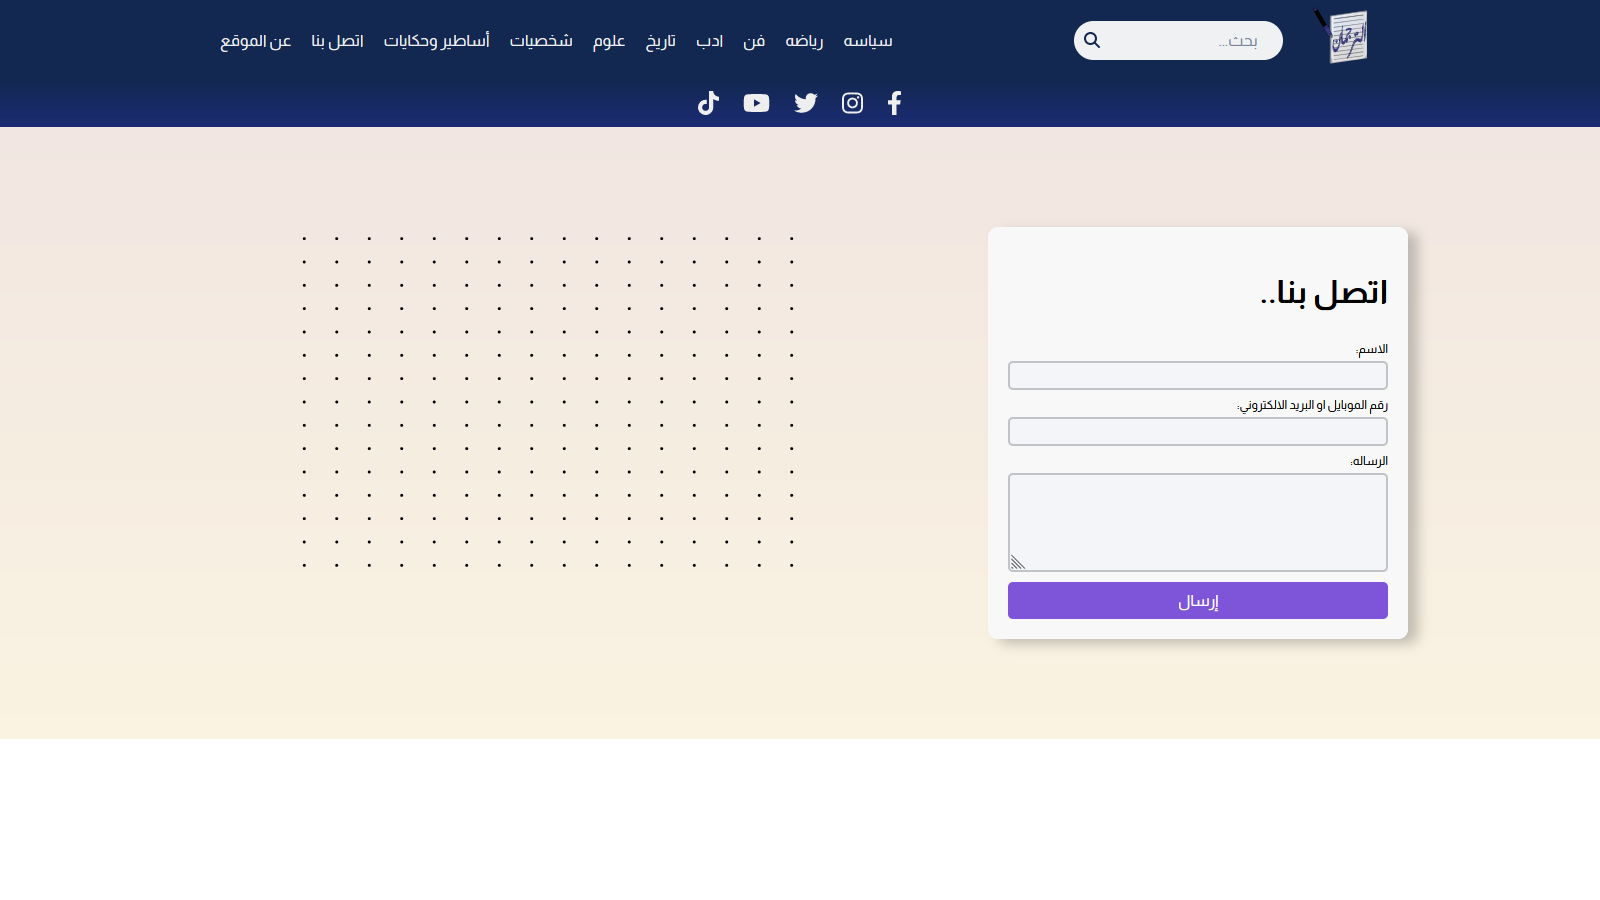 الترجمان
بحث...
سياسه رياضه فن ادب تاريخ علوم شخصيات أساطير وحكايات اتصل بنا عن الموقع
اتصل بنا..
الاسم:
رقم الموبايل او البريد الالكتروني:
الرساله:
إرسال